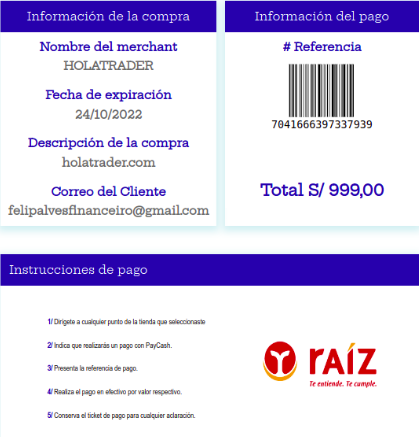 Información de la compra
Nombre del merchant
HOLATRADER
Fecha de expiración
24/10/2022
Descripción de la compra
holatrader.com
Correo del Cliente
felipalvesfInanceiro@gmail.com
Información del pago
# Referencia
7041666397337939
Total S/ 999,00
Instrucciones de pago
1/ Dirigete a cualquier punto de la tienda que seleccionaste
2/ Indica que realizarás un pago con PayCash.
3/ Presenta la referencia de pago.
4/ Realiza el pago en efectivo por valor respectivo.
5/ Conserva el ticket de pago para cualquier aclaración.
raíz
Te entiende. Te cumple.